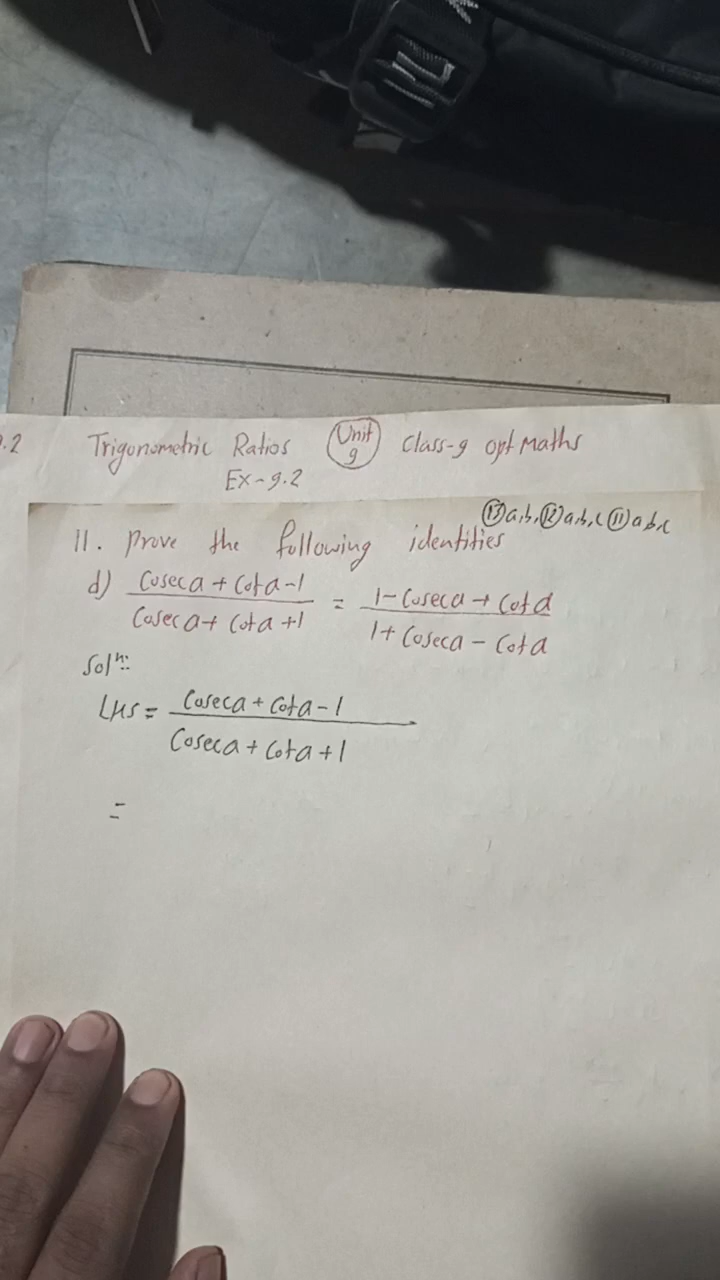 .2 Trigonometric Ratios Unit 9 Class-9 opt Maths
Ex-9.2
(13)a,b,(12)a,b,c(11)a,b,c
11. Prove the following identities
d) Coseca + Cota-1 / Coseca + Cota +1 = 1-Coseca + Cota / 1+ Coseca - Cota
Solⁿ:
LHS = Coseca + Cota - 1 / Coseca + Cota + 1
=